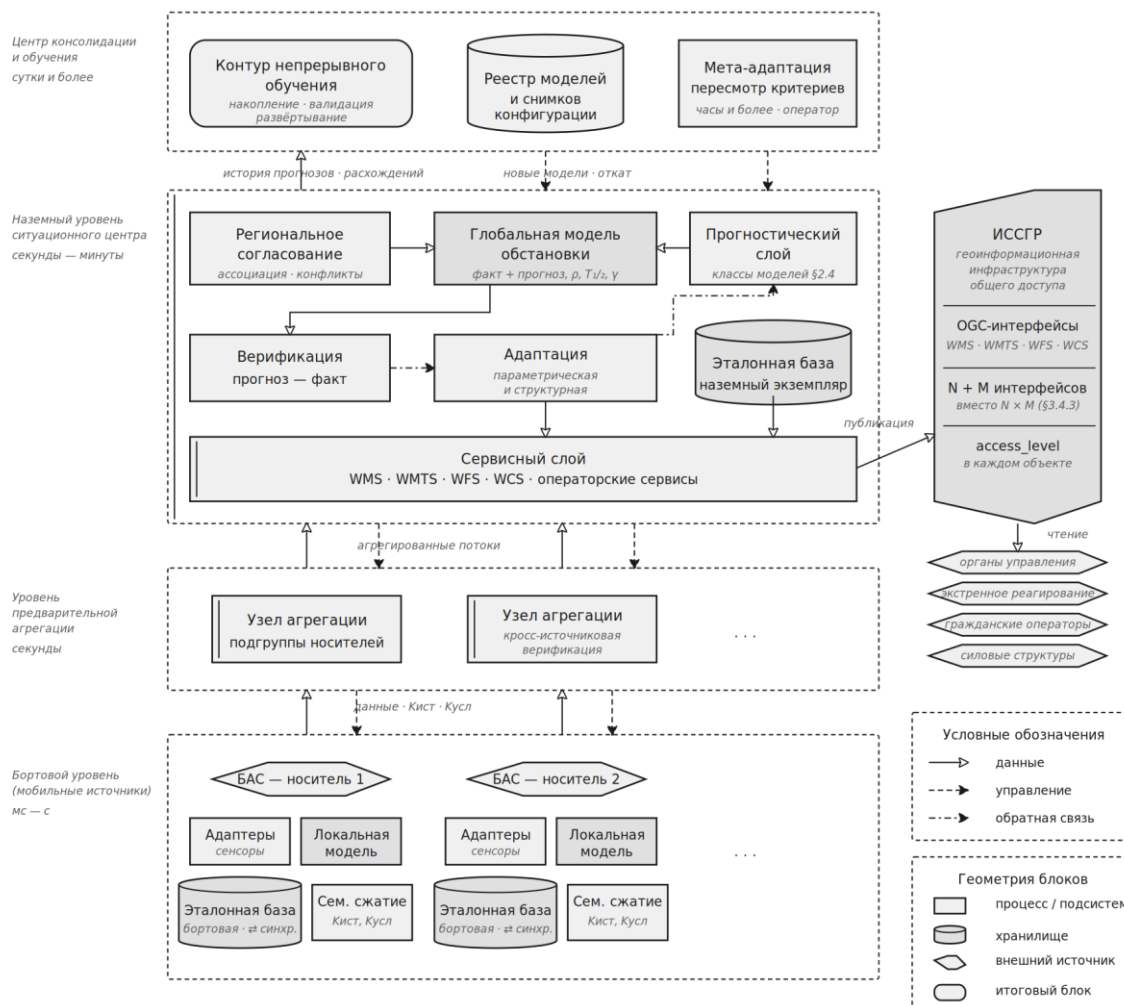 Центр консолидации
и обучения
сутки и более
Контур непрерывного
обучения
накопление · валидация
развёртывание
Реестр моделей
и снимков
конфигурации
Мета-адаптация
пересмотр критериев
часы и более · оператор
история прогнозов · расхождений
новые модели · откат
Наземный уровень
ситуационного центра
секунды — минуты
Региональное
согласование
ассоциация · конфликты
Глобальная модель
обстановки
факт + прогноз, ρ, T₁/₂, γ
Прогностический
слой
классы моделей §2.4
Верификация
прогноз — факт
Адаптация
параметрическая
и структурная
Эталонная база
наземный экземпляр
Сервисный слой
WMS · WMTS · WFS · WCS · операторские сервисы
публикация
ИССГР
геоинформационная
инфраструктура
общего доступа
OGC-интерфейсы
WMS · WMTS · WFS · WCS
N + M интерфейсов
вместо N × M (§3.4.3)
access_level
в каждом объекте
чтение
органы управления
экстренное реагирование
гражданские операторы
силовые структуры
агрегированные потоки
Уровень
предварительной
агрегации
секунды
Узел агрегации
подгруппы носителей
Узел агрегации
кросс-источниковая
верификация
. . .
данные · Кист · Кусл
Бортовой уровень
(мобильные источники)
мс — с
БАС — носитель 1
Адаптеры
сенсоры
Локальная
модель
Эталонная база
бортовая · ⇄ синхр.
Сем. сжатие
Кист, Кусл
БАС — носитель 2
Адаптеры
сенсоры
Локальная
модель
Эталонная база
бортовая · ⇄ синхр.
Сем. сжатие
Кист, Кусл
. . .
Условные обозначения
данные
управление
обратная связь
Геометрия блоков
процесс / подсистем
хранилище
внешний источник
итоговый блок